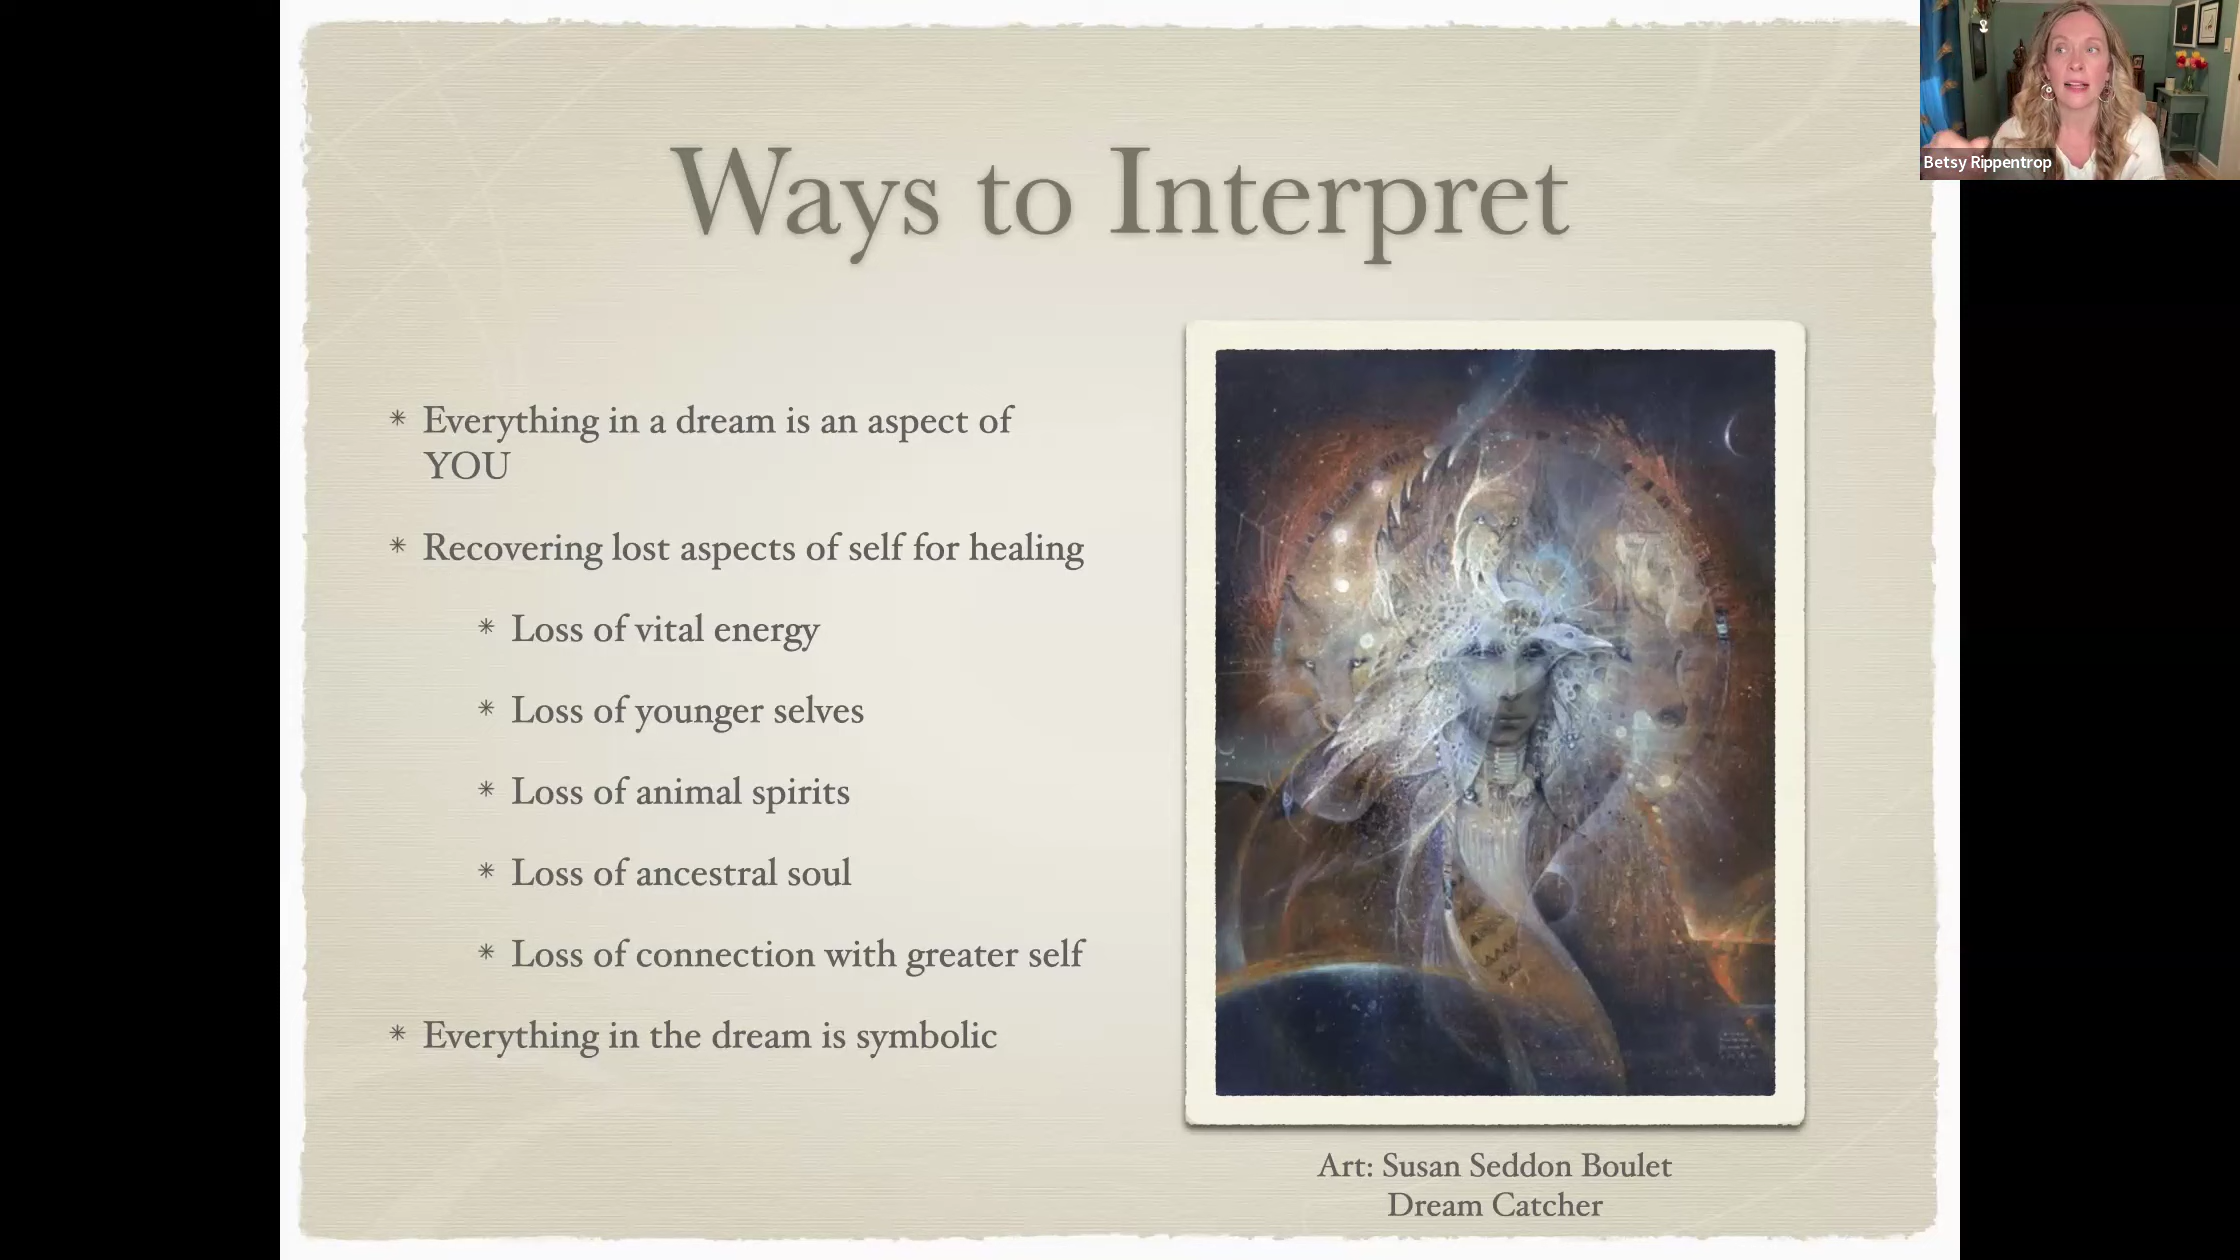 Ways to Interpret
Betsy Rippentrop
* Everything in a dream is an aspect of
YOU
* Recovering lost aspects of self for healing
* Loss of vital energy
* Loss of younger selves
* Loss of animal spirits
* Loss of ancestral soul
* Loss of connection with greater self
* Everything in the dream is symbolic
Art: Susan Seddon Boulet
Dream Catcher